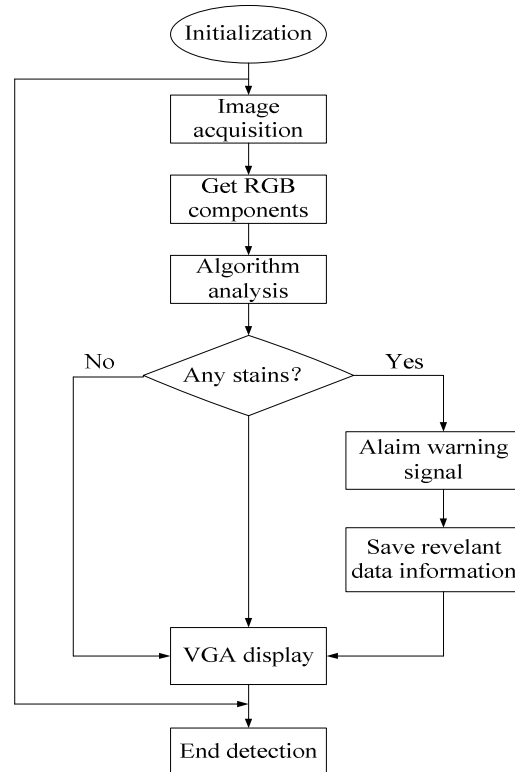 Initialization
Image
acquisition
Get RGB
components
Algorithm
analysis
No
Any stains?
Yes
Alaim warning
signal
Save revelant
data information
VGA display
End detection